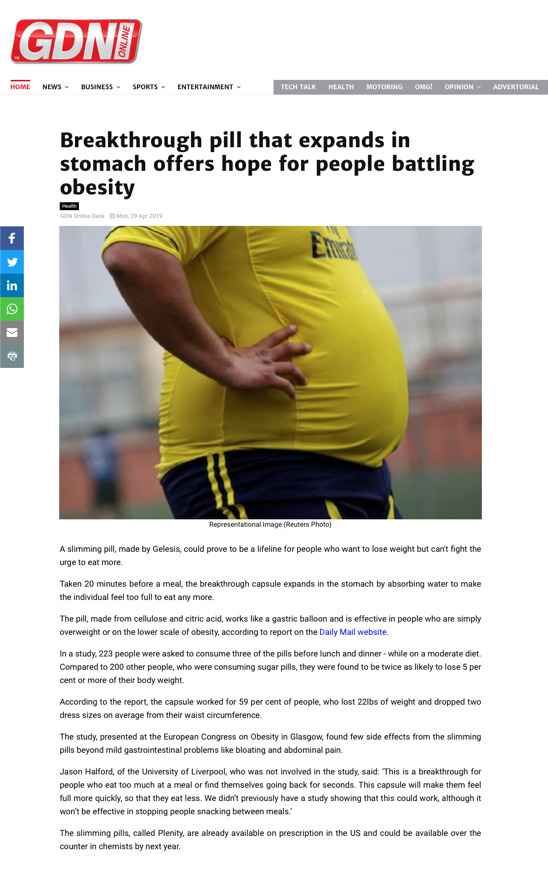 GDN ONLINE
HOME NEWS BUSINESS SPORTS ENTERTAINMENT TECH TALK HEALTH MOTORING OMG! OPINION ADVERTORIAL
Breakthrough pill that expands in
stomach offers hope for people battling
obesity
Health
GDN Online Desk Mon, 29 Apr 2019
Emirates
Representational Image (Reuters Photo)
A slimming pill, made by Gelesis, could prove to be a lifeline for people who want to lose weight but can't fight the
urge to eat more.
Taken 20 minutes before a meal, the breakthrough capsule expands in the stomach by absorbing water to make
the individual feel too full to eat any more.
The pill, made from cellulose and citric acid, works like a gastric balloon and is effective in people who are simply
overweight or on the lower scale of obesity, according to report on the Daily Mail website.
In a study, 223 people were asked to consume three of the pills before lunch and dinner - while on a moderate diet.
Compared to 200 other people, who were consuming sugar pills, they were found to be twice as likely to lose 5 per
cent or more of their body weight.
According to the report, the capsule worked for 59 per cent of people, who lost 22lbs of weight and dropped two
dress sizes on average from their waist circumference.
The study, presented at the European Congress on Obesity in Glasgow, found few side effects from the slimming
pills beyond mild gastrointestinal problems like bloating and abdominal pain.
Jason Halford, of the University of Liverpool, who was not involved in the study, said: ‘This is a breakthrough for
people who eat too much at a meal or find themselves going back for seconds. This capsule will make them feel
full more quickly, so that they eat less. We didn’t previously have a study showing that this could work, although it
won’t be effective in stopping people snacking between meals.’
The slimming pills, called Plenity, are already available on prescription in the US and could be available over the
counter in chemists by next year.